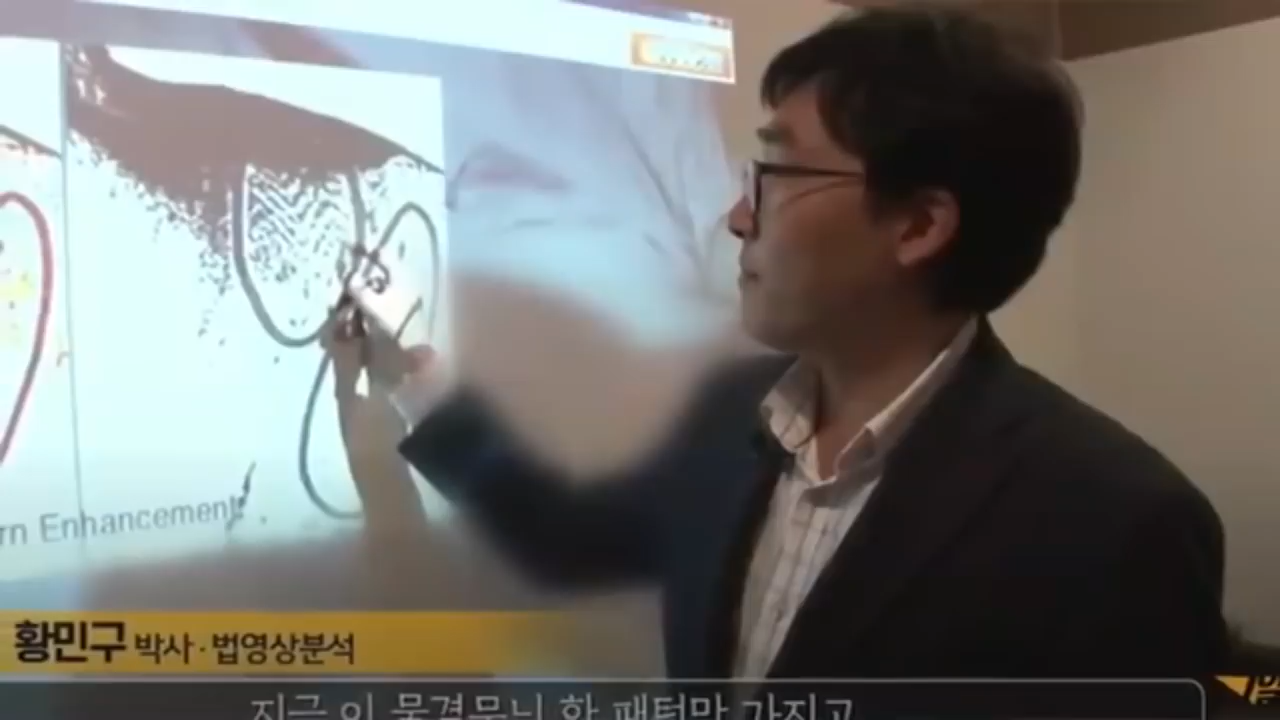 rn Enhancement
황민구 박사·법영상분석
지금 이 물결무늬 한 패턴만 가지고